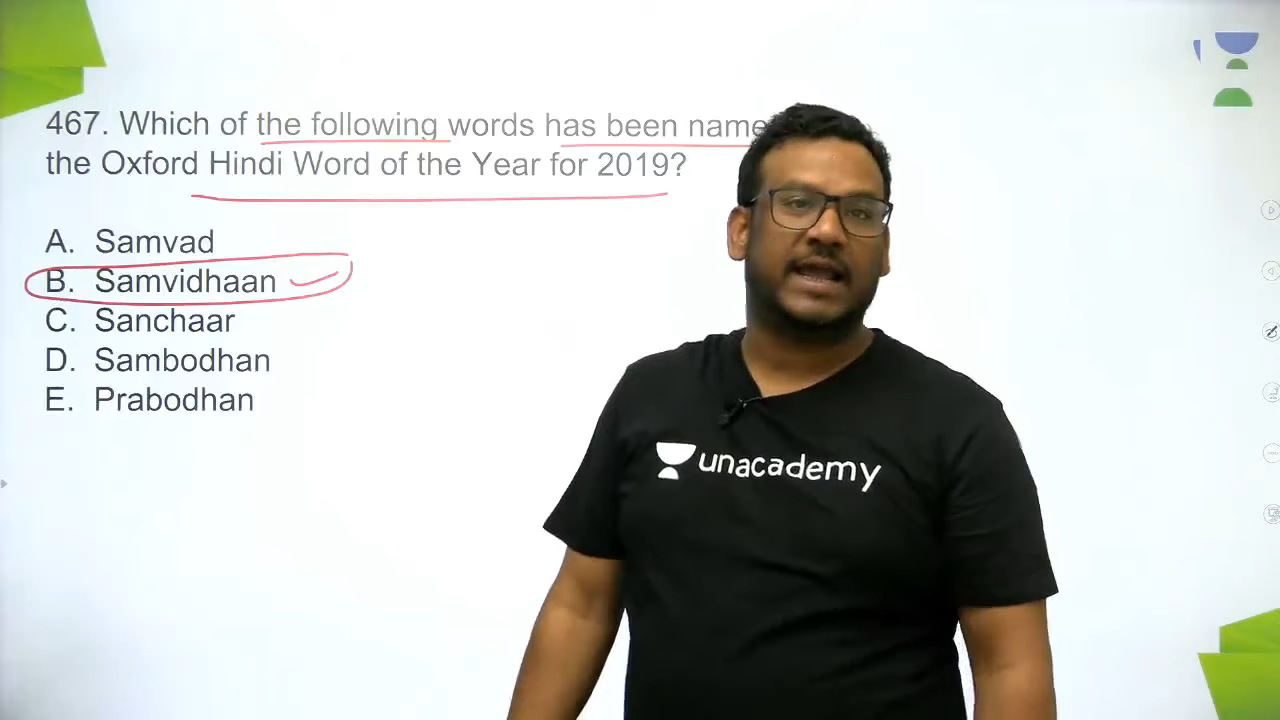 467. Which of the following words has been name
the Oxford Hindi Word of the Year for 2019?
A. Samvad
B. Samvidhaan
C. Sanchaar
D. Sambodhan
E. Prabodhan
unacademy